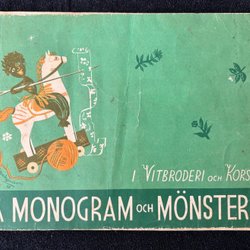 I VITBRODERI OCH KORS
MONOGRAM OCH MÖNSTER